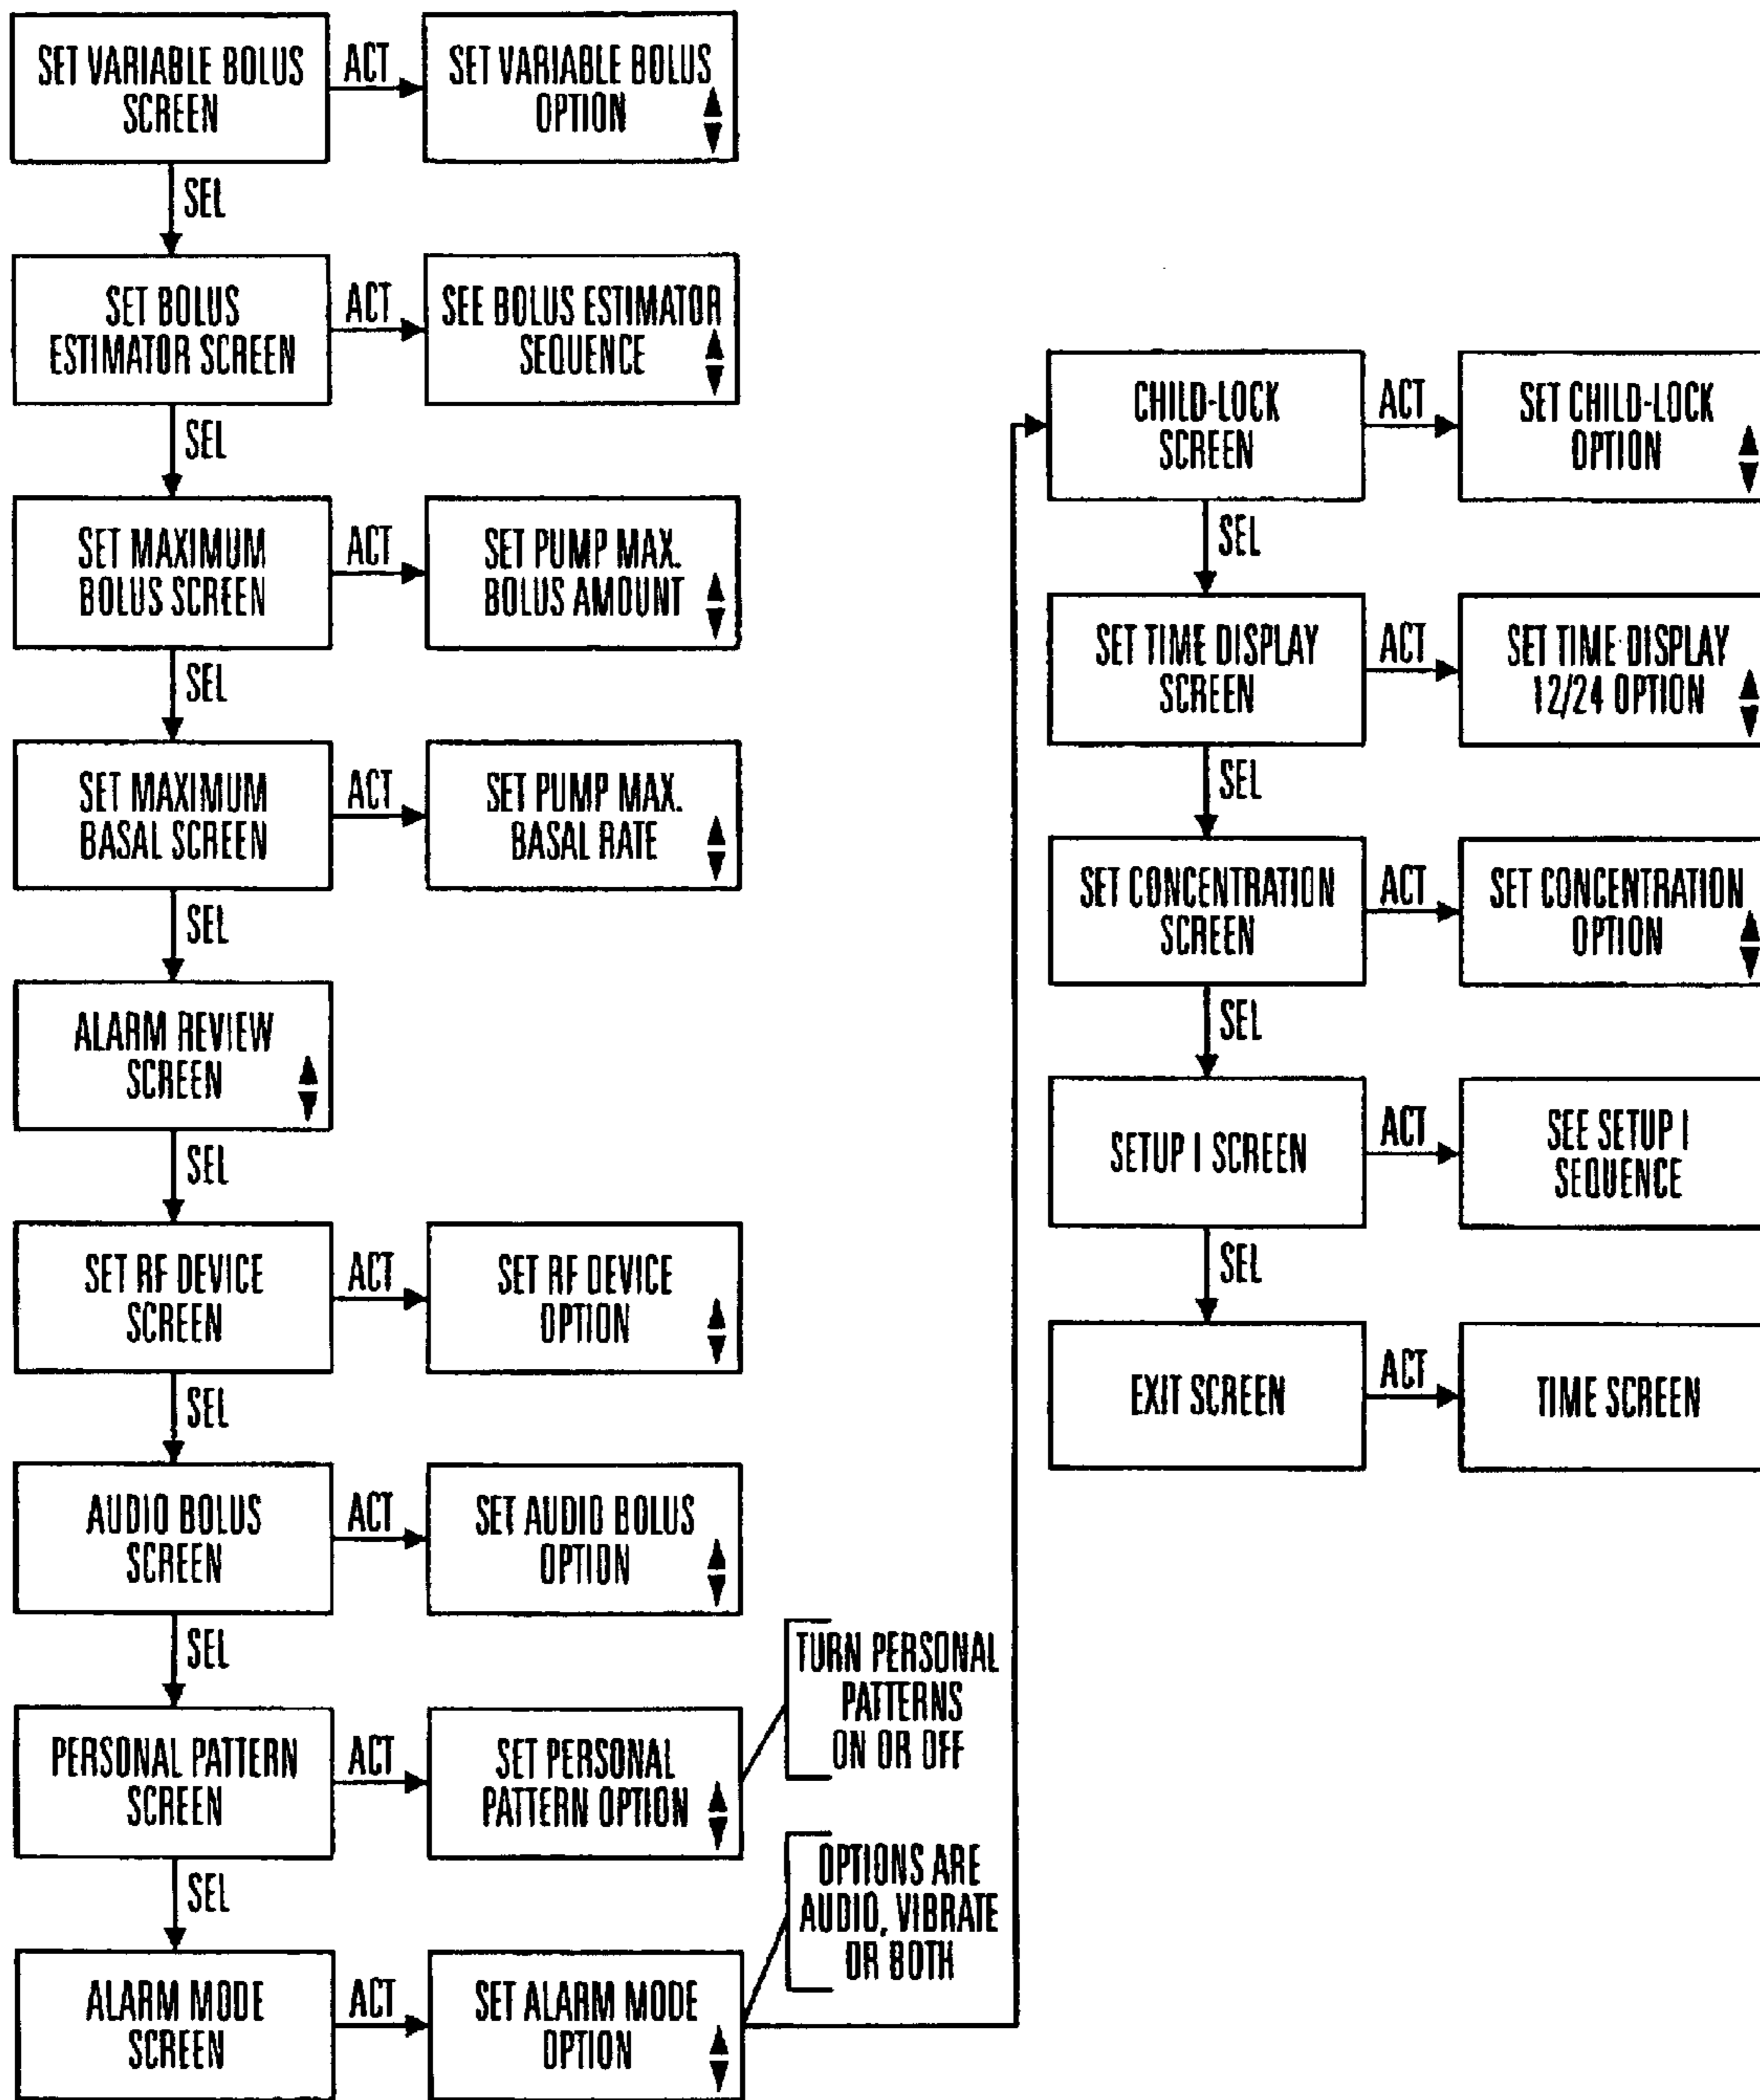 SET VARIABLE BOLUS
SCREEN
ACT
SET VARIABLE BOLUS
OPTION
SEL
SET BOLUS
ESTIMATOR SCREEN
ACT
SEE BOLUS ESTIMATOR
SEQUENCE
SEL
SET MAXIMUM
BOLUS SCREEN
ACT
SET PUMP MAX.
BOLUS AMOUNT
SEL
SET MAXIMUM
BASAL SCREEN
ACT
SET PUMP MAX.
BASAL RATE
SEL
ALARM REVIEW
SCREEN
SEL
SET RF DEVICE
SCREEN
ACT
SET RF DEVICE
OPTION
SEL
AUDIO BOLUS
SCREEN
ACT
SET AUDIO BOLUS
OPTION
SEL
PERSONAL PATTERN
SCREEN
ACT
SET PERSONAL
PATTERN OPTION
TURN PERSONAL
PATTERNS
ON OR OFF
SEL
ALARM MODE
SCREEN
ACT
SET ALARM MODE
OPTION
OPTIONS ARE
AUDIO, VIBRATE
OR BOTH
CHILD-LOCK
SCREEN
ACT
SET CHILD-LOCK
OPTION
SEL
SET TIME DISPLAY
SCREEN
ACT
SET TIME DISPLAY
12/24 OPTION
SEL
SET CONCENTRATION
SCREEN
ACT
SET CONCENTRATION
OPTION
SEL
SETUP I SCREEN
ACT
SEE SETUP I
SEQUENCE
SEL
EXIT SCREEN
ACT
TIME SCREEN